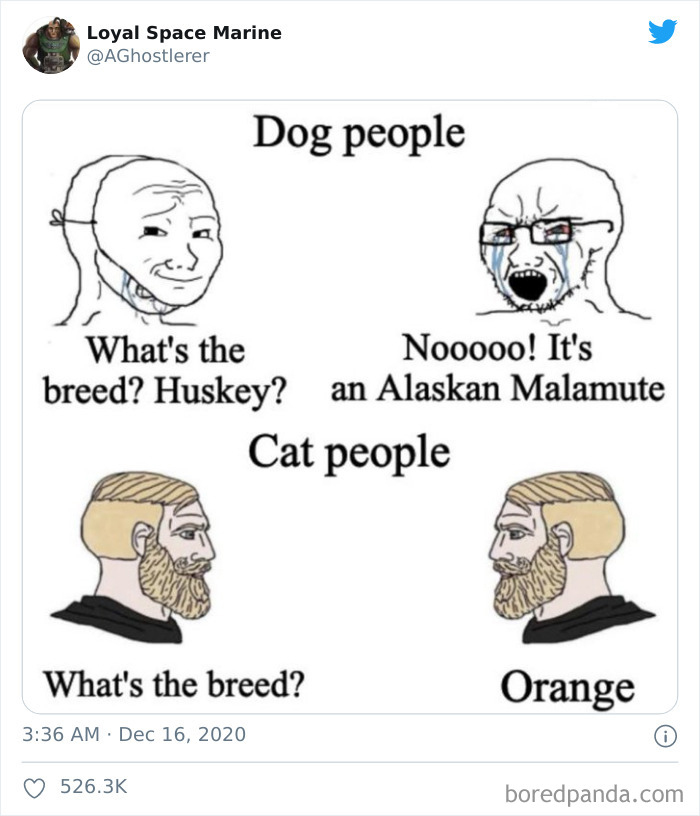 Loyal Space Marine
@AGhostlerer
Dog people
What's the
breed? Huskey?
Nooooo! It's
an Alaskan Malamute
Cat people
What's the breed?
Orange
3:36 AM · Dec 16, 2020
526.3K
boredpanda.com